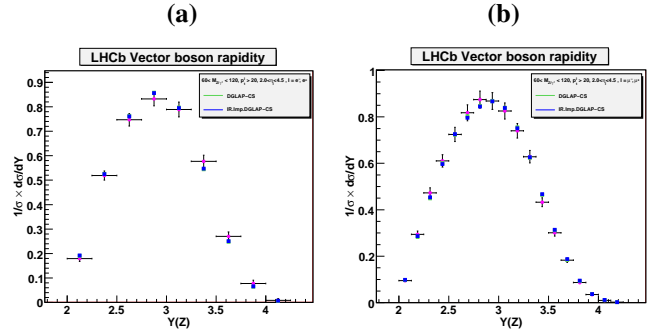 (a) (b)
LHCb Vector boson rapidity
DGLAP-CS
IR.Imp.DGLAP-CS
1/σ × dσ/dY
0.9
0.8
0.7
0.6
0.5
0.4
0.3
0.2
0.1
0
2 2.5 3 3.5 4
Y(Z)
LHCb Vector boson rapidity
DGLAP-CS
IR.Imp.DGLAP-CS
1/σ × dσ/dY
1
0.8
0.6
0.4
0.2
0
2 2.5 3 3.5 4
Y(Z)